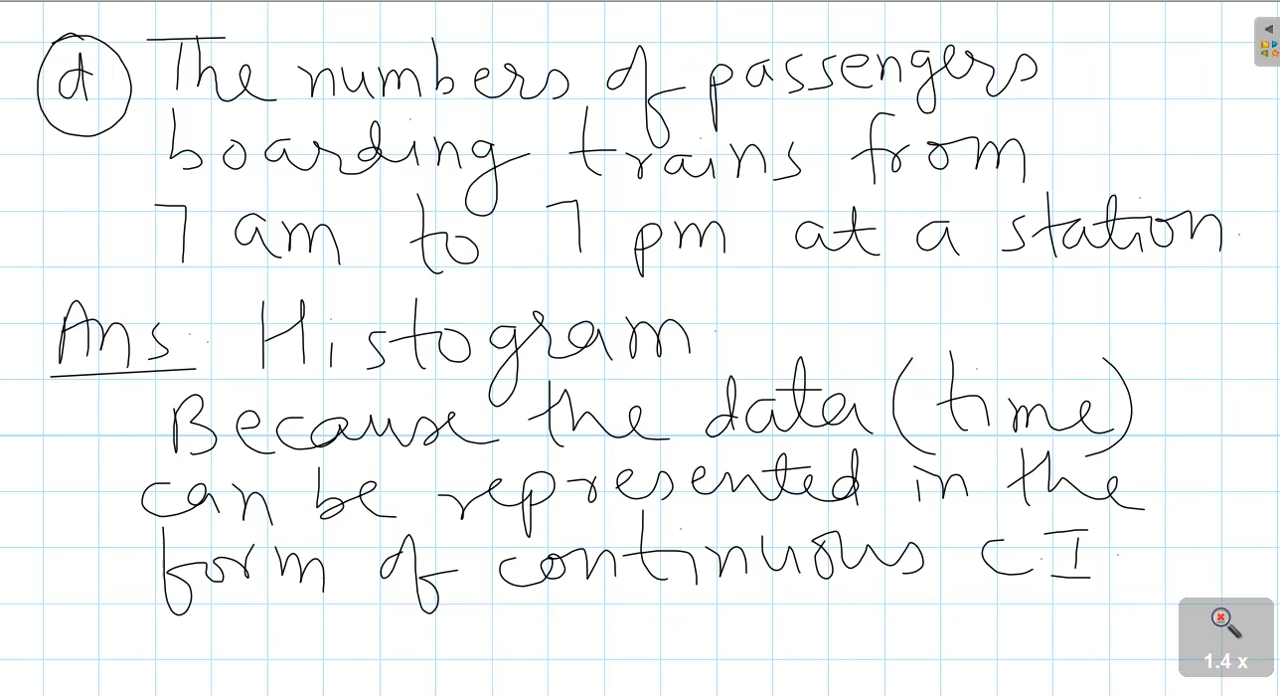 d The numbers of passengers
boarding trains from
7 am to 7 pm at a station
Ans Histogram
Because the data (time)
can be represented in the
form of continuous C.I
1.4 x